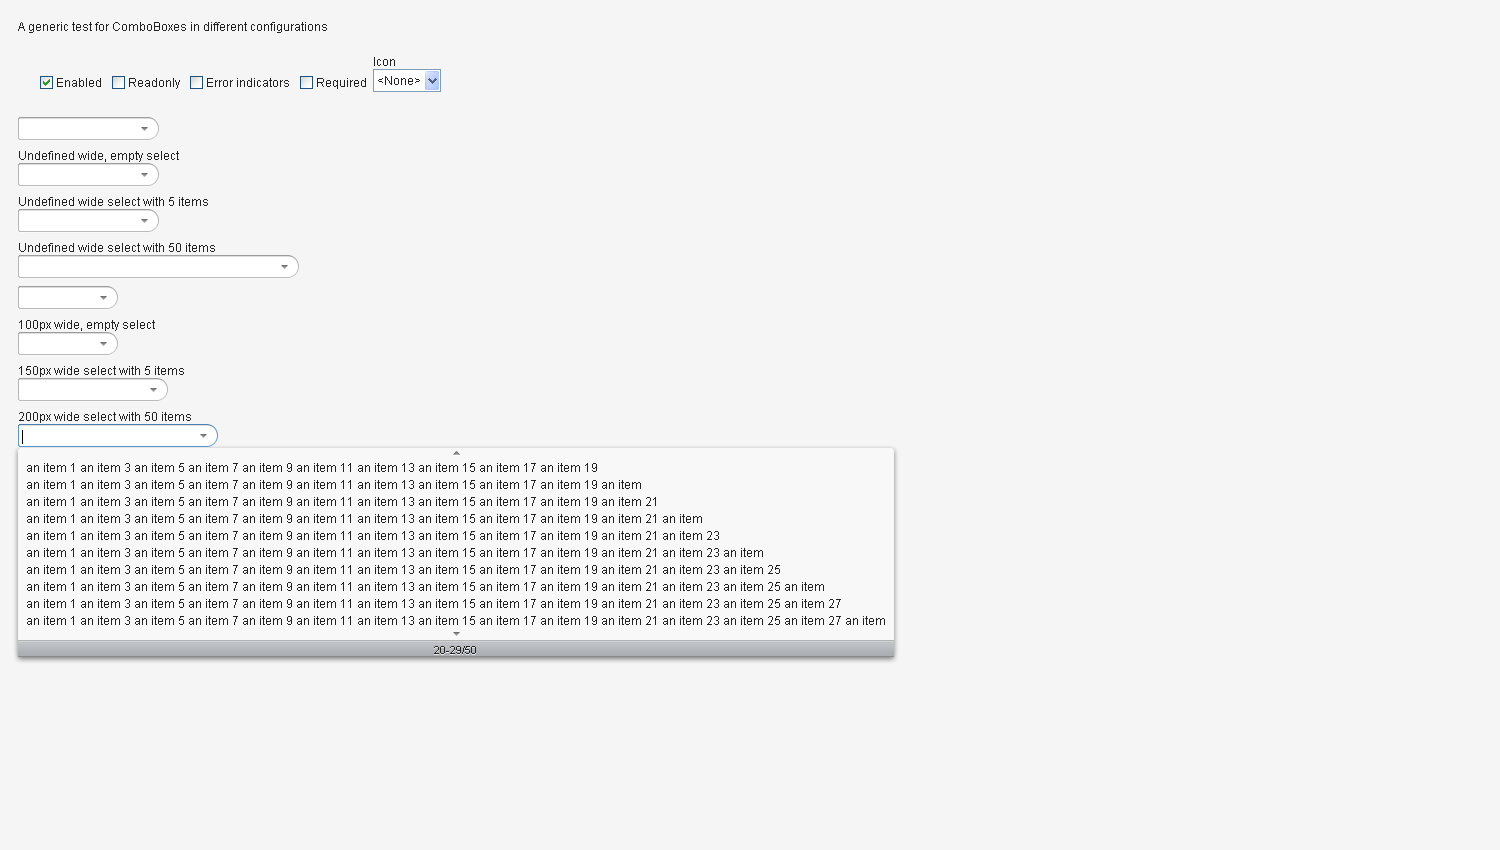 A generic test for ComboBoxes in different configurations
Icon
Enabled Readonly Error indicators Required <None>
Undefined wide, empty select
Undefined wide select with 5 items
Undefined wide select with 50 items
100px wide, empty select
150px wide select with 5 items
200px wide select with 50 items
an item 1 an item 3 an item 5 an item 7 an item 9 an item 11 an item 13 an item 15 an item 17 an item 19
an item 1 an item 3 an item 5 an item 7 an item 9 an item 11 an item 13 an item 15 an item 17 an item 19 an item
an item 1 an item 3 an item 5 an item 7 an item 9 an item 11 an item 13 an item 15 an item 17 an item 19 an item 21
an item 1 an item 3 an item 5 an item 7 an item 9 an item 11 an item 13 an item 15 an item 17 an item 19 an item 21 an item
an item 1 an item 3 an item 5 an item 7 an item 9 an item 11 an item 13 an item 15 an item 17 an item 19 an item 21 an item 23
an item 1 an item 3 an item 5 an item 7 an item 9 an item 11 an item 13 an item 15 an item 17 an item 19 an item 21 an item 23 an item
an item 1 an item 3 an item 5 an item 7 an item 9 an item 11 an item 13 an item 15 an item 17 an item 19 an item 21 an item 23 an item 25
an item 1 an item 3 an item 5 an item 7 an item 9 an item 11 an item 13 an item 15 an item 17 an item 19 an item 21 an item 23 an item 25 an item
an item 1 an item 3 an item 5 an item 7 an item 9 an item 11 an item 13 an item 15 an item 17 an item 19 an item 21 an item 23 an item 25 an item 27
an item 1 an item 3 an item 5 an item 7 an item 9 an item 11 an item 13 an item 15 an item 17 an item 19 an item 21 an item 23 an item 25 an item 27 an item
20-29/50